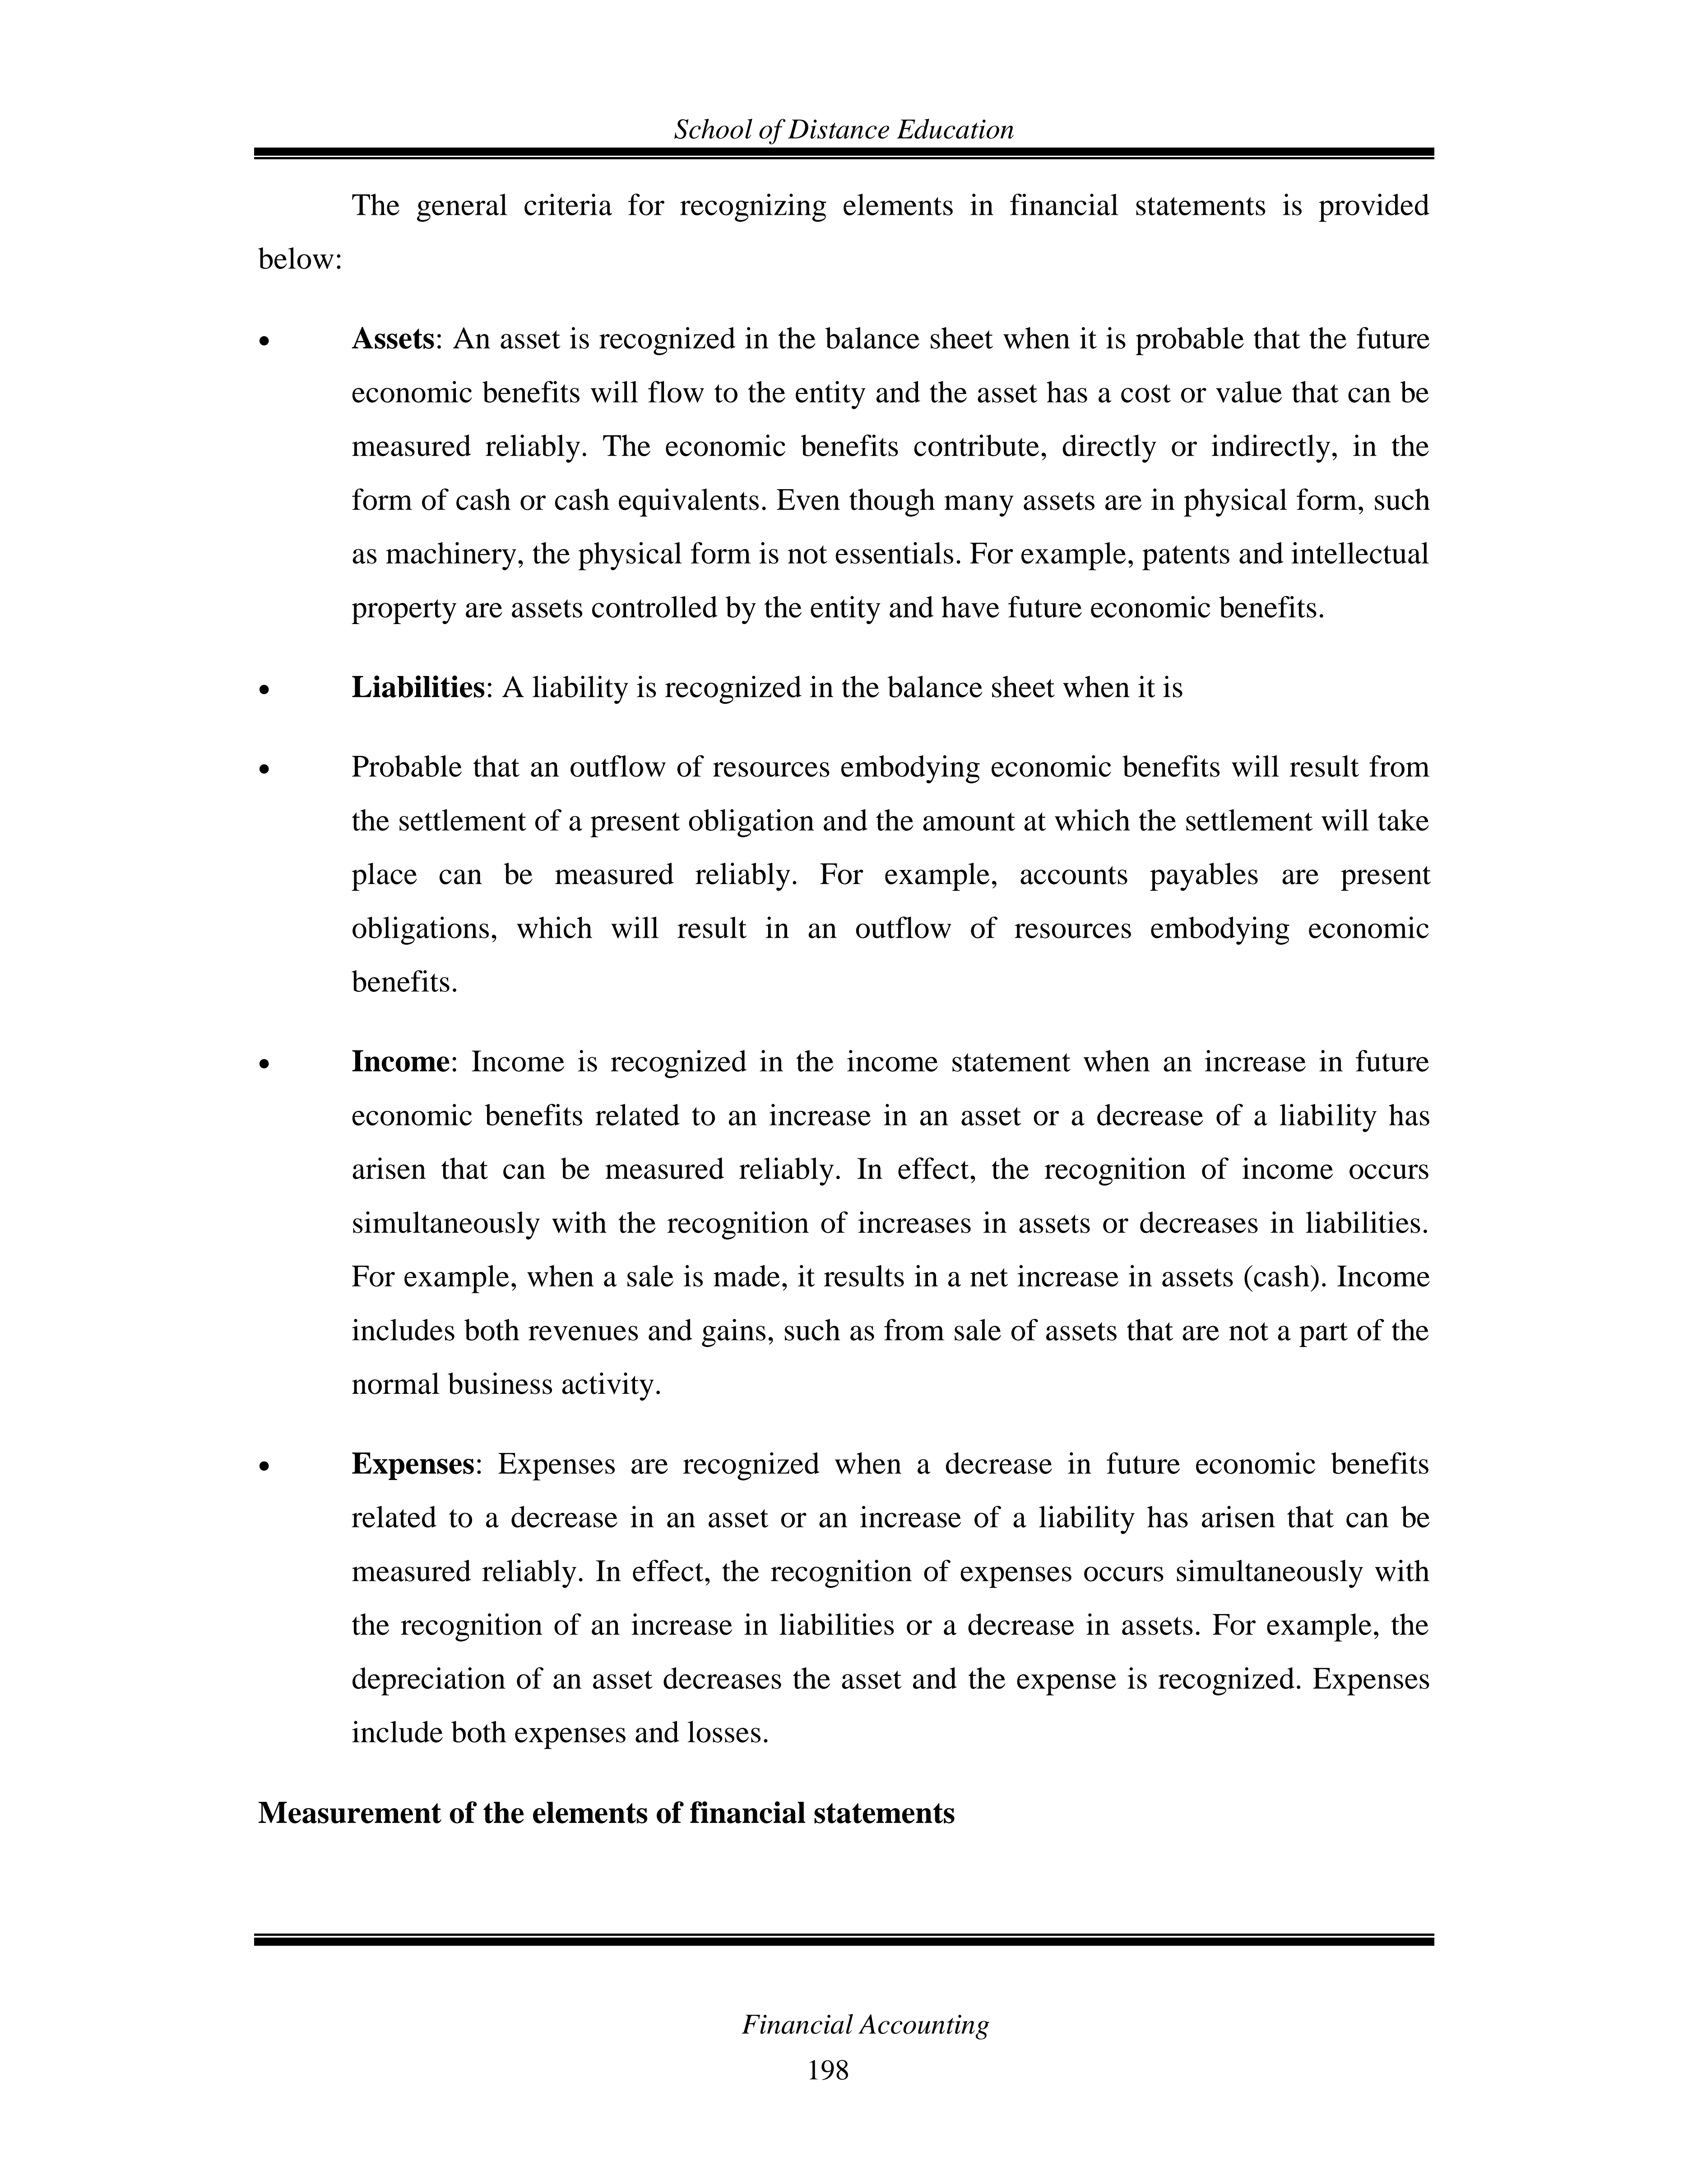 School of Distance Education
The general criteria for recognizing elements in financial statements is provided
below:
• Assets: An asset is recognized in the balance sheet when it is probable that the future
economic benefits will flow to the entity and the asset has a cost or value that can be
measured reliably. The economic benefits contribute, directly or indirectly, in the
form of cash or cash equivalents. Even though many assets are in physical form, such
as machinery, the physical form is not essentials. For example, patents and intellectual
property are assets controlled by the entity and have future economic benefits.
• Liabilities: A liability is recognized in the balance sheet when it is
• Probable that an outflow of resources embodying economic benefits will result from
the settlement of a present obligation and the amount at which the settlement will take
place can be measured reliably. For example, accounts payables are present
obligations, which will result in an outflow of resources embodying economic
benefits.
• Income: Income is recognized in the income statement when an increase in future
economic benefits related to an increase in an asset or a decrease of a liability has
arisen that can be measured reliably. In effect, the recognition of income occurs
simultaneously with the recognition of increases in assets or decreases in liabilities.
For example, when a sale is made, it results in a net increase in assets (cash). Income
includes both revenues and gains, such as from sale of assets that are not a part of the
normal business activity.
• Expenses: Expenses are recognized when a decrease in future economic benefits
related to a decrease in an asset or an increase of a liability has arisen that can be
measured reliably. In effect, the recognition of expenses occurs simultaneously with
the recognition of an increase in liabilities or a decrease in assets. For example, the
depreciation of an asset decreases the asset and the expense is recognized. Expenses
include both expenses and losses.
Measurement of the elements of financial statements
Financial Accounting
198